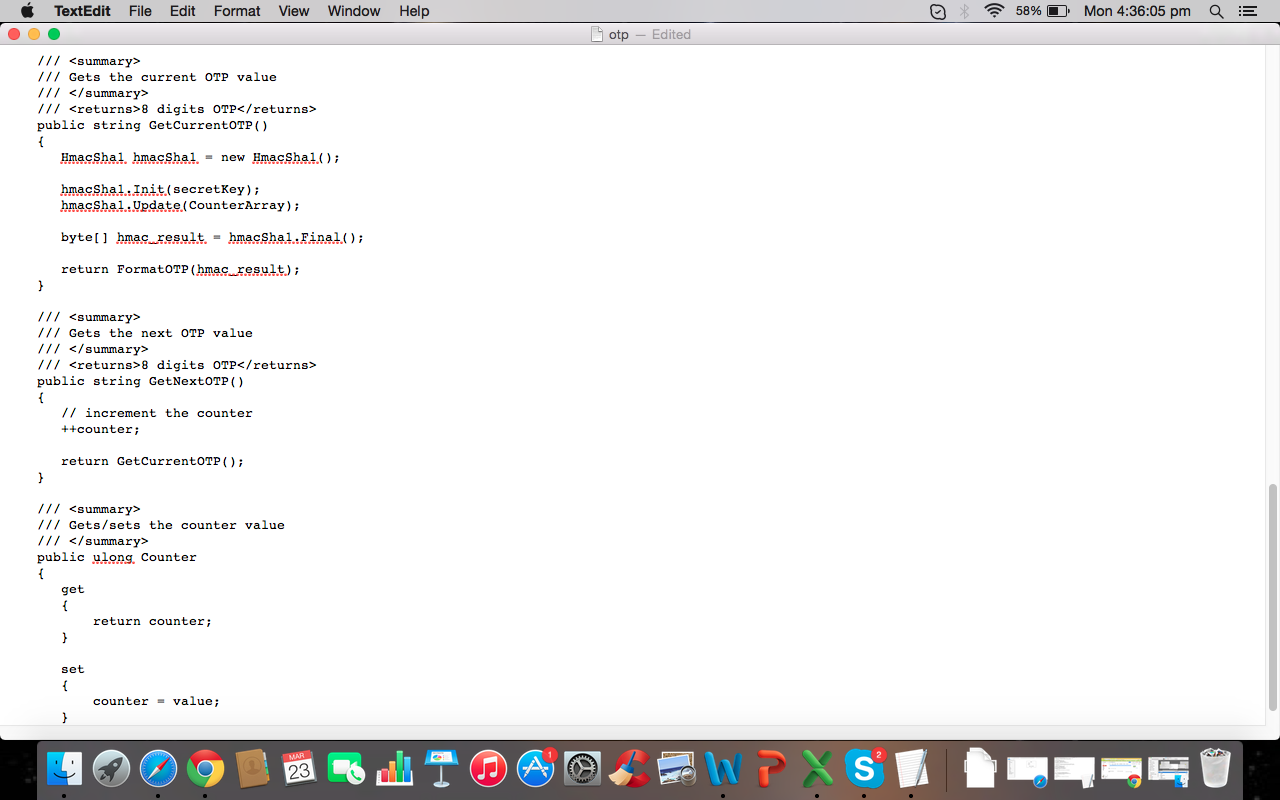 TextEdit File Edit Format View Window Help 58% Mon 4:36:05 pm
otp — Edited
/// <summary>
/// Gets the current OTP value
/// </summary>
/// <returns>8 digits OTP</returns>
public string GetCurrentOTP()
{
HmacSha1 hmacSha1 = new HmacSha1();
hmacSha1.Init(secretKey);
hmacSha1.Update(CounterArray);
byte[] hmac_result = hmacSha1.Final();
return FormatOTP(hmac_result);
}
/// <summary>
/// Gets the next OTP value
/// </summary>
/// <returns>8 digits OTP</returns>
public string GetNextOTP()
{
// increment the counter
++counter;
return GetCurrentOTP();
}
/// <summary>
/// Gets/sets the counter value
/// </summary>
public ulong Counter
{
get
{
return counter;
}
set
{
counter = value;
}
MAR
23
1
2